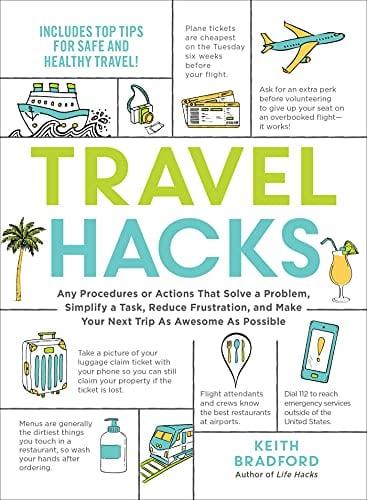 INCLUDES TOP TIPS
FOR SAFE AND
HEALTHY TRAVEL!
Plane tickets
are cheapest
on the Tuesday
six weeks
before your
flight.
Ask for an extra perk
before volunteering
to give up your seat on
an overbooked flight—
it works!
TRAVEL
HACKS
Any Procedures or Actions That Solve a Problem,
Simplify a Task, Reduce Frustration, and Make
Your Next Trip As Awesome As Possible
Take a picture of your
luggage claim ticket
with your phone so you can still
claim your property if the
ticket is lost.
Menus are generally
the dirtiest things
you touch in a
restaurant, so wash
your hands after
ordering.
Flight attendants
and crews know
the best restaurants
at airports.
Dial 112 to reach
emergency services
outside of the
United States.
KEITH
BRADFORD
Author of Life Hacks